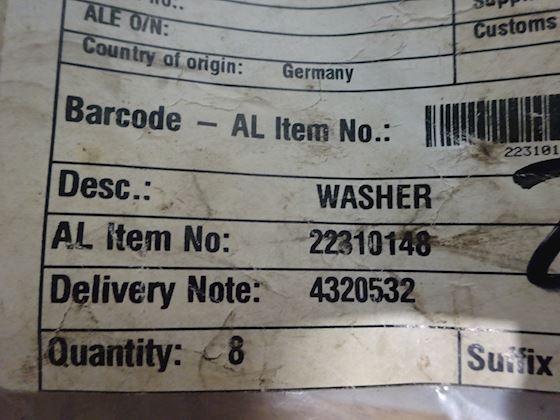 ALE O/N:
Customs
Country of origin: Germany
Barcode – AL Item No.:
223101
Desc.: WASHER
AL Item No: 22310148
Delivery Note: 4320532
Quantity: 8 Suffix